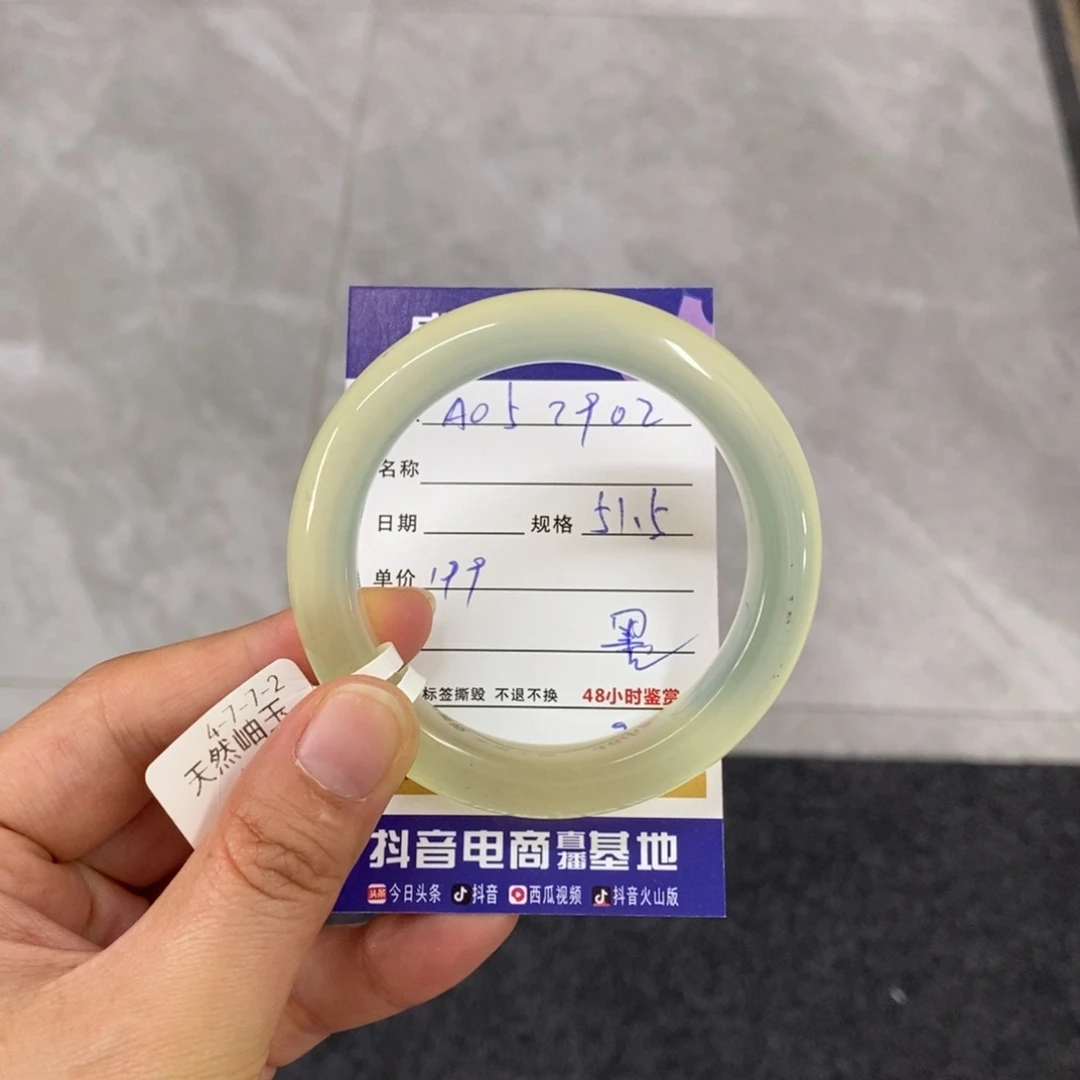 A052902
名称
日期 规格 51.5
单价 199
墨
标签撕毁 不退不换 48小时鉴赏
4-7-7-2
天然岫玉
抖音电商直播基地
今日头条 抖音 西瓜视频 抖音火山版